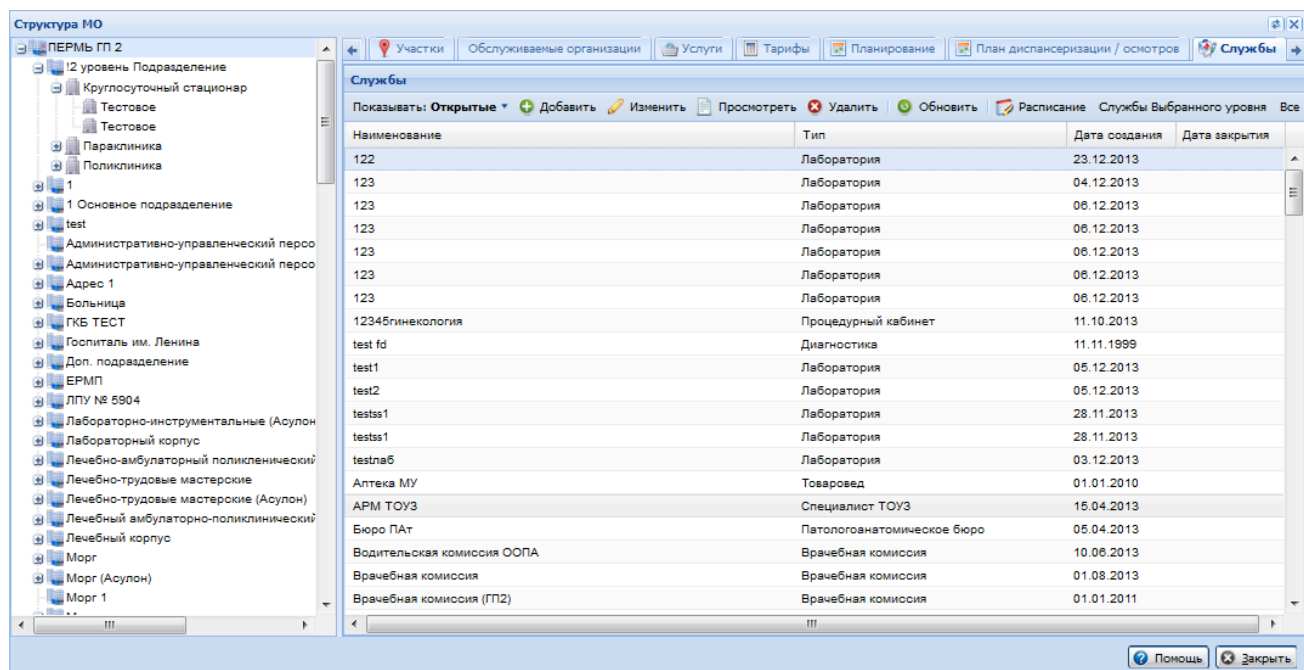 Структура МО
ПЕРМЬ ГП 2
!2 уровень Подразделение
Круглосуточный стационар
Тестовое
Тестовое
Параклиника
Поликлиника
1
1 Основное подразделение
test
Административно-управленческий персо
Административно-управленческий персо
Адрес 1
Больница
ГКБ ТЕСТ
Госпиталь им. Ленина
Доп. подразделение
ЕРМП
ЛПУ № 5904
Лабораторно-инструментальные (Асулон
Лабораторный корпус
Лечебно-амбулаторный поликленический
Лечебно-трудовые мастерские
Лечебно-трудовые мастерские (Асулон)
Лечебный амбулаторно-поликлинический
Лечебный корпус
Морг
Морг (Асулон)
Морг 1
Участки Обслуживаемые организации Услуги Тарифы Планирование План диспансеризации / осмотров Службы
Службы
Показывать: Открытые Добавить Изменить Просмотреть Удалить Обновить Расписание Службы Выбранного уровня Все
Наименование Тип Дата создания Дата закрытия
122 Лаборатория 23.12.2013
123 Лаборатория 04.12.2013
123 Лаборатория 06.12.2013
123 Лаборатория 06.12.2013
123 Лаборатория 06.12.2013
123 Лаборатория 06.12.2013
123 Лаборатория 06.12.2013
12345гинекология Процедурный кабинет 11.10.2013
test fd Диагностика 11.11.1999
test1 Лаборатория 05.12.2013
test2 Лаборатория 05.12.2013
testss1 Лаборатория 28.11.2013
testss1 Лаборатория 28.11.2013
testлаб Лаборатория 03.12.2013
Аптека МУ Товаровед 01.01.2010
АРМ ТОУЗ Специалист ТОУЗ 15.04.2013
Бюро ПАт Патологоанатомическое бюро 05.04.2013
Водительская комиссия ООПА Врачебная комиссия 10.06.2013
Врачебная комиссия Врачебная комиссия 01.08.2013
Врачебная комиссия (ГП2) Врачебная комиссия 01.01.2011
Помощь Закрыть